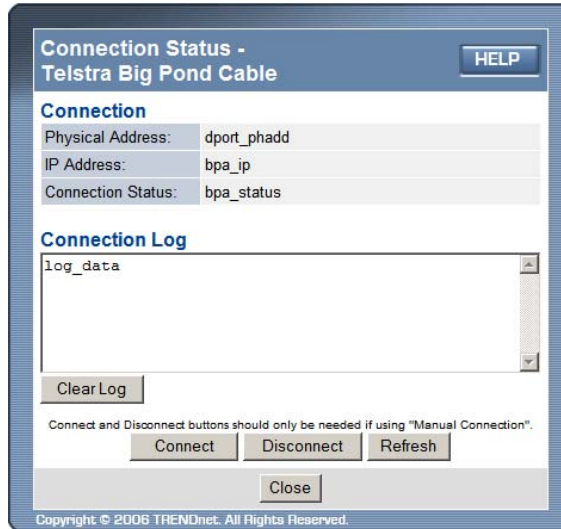 Connection Status -
Telstra Big Pond Cable
HELP
Connection
Physical Address: dport_phadd
IP Address: bpa_ip
Connection Status: bpa_status
Connection Log
log_data
Clear Log
Connect and Disconnect buttons should only be needed if using "Manual Connection".
Connect Disconnect Refresh
Close
Copyright © 2006 TRENDnet. All Rights Reserved.